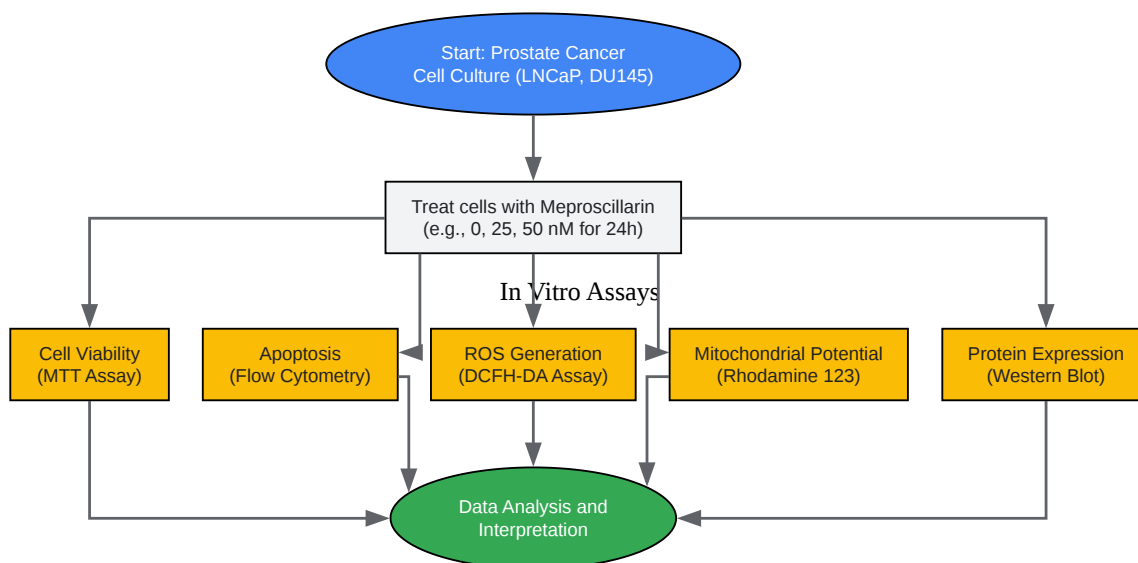 Start: Prostate Cancer
Cell Culture (LNCaP, DU145)
Treat cells with Meproscillarin
(e.g., 0, 25, 50 nM for 24h)
In Vitro Assays
Cell Viability
(MTT Assay)
Apoptosis
(Flow Cytometry)
ROS Generation
(DCFH-DA Assay)
Mitochondrial Potential
(Rhodamine 123)
Protein Expression
(Western Blot)
Data Analysis and
Interpretation